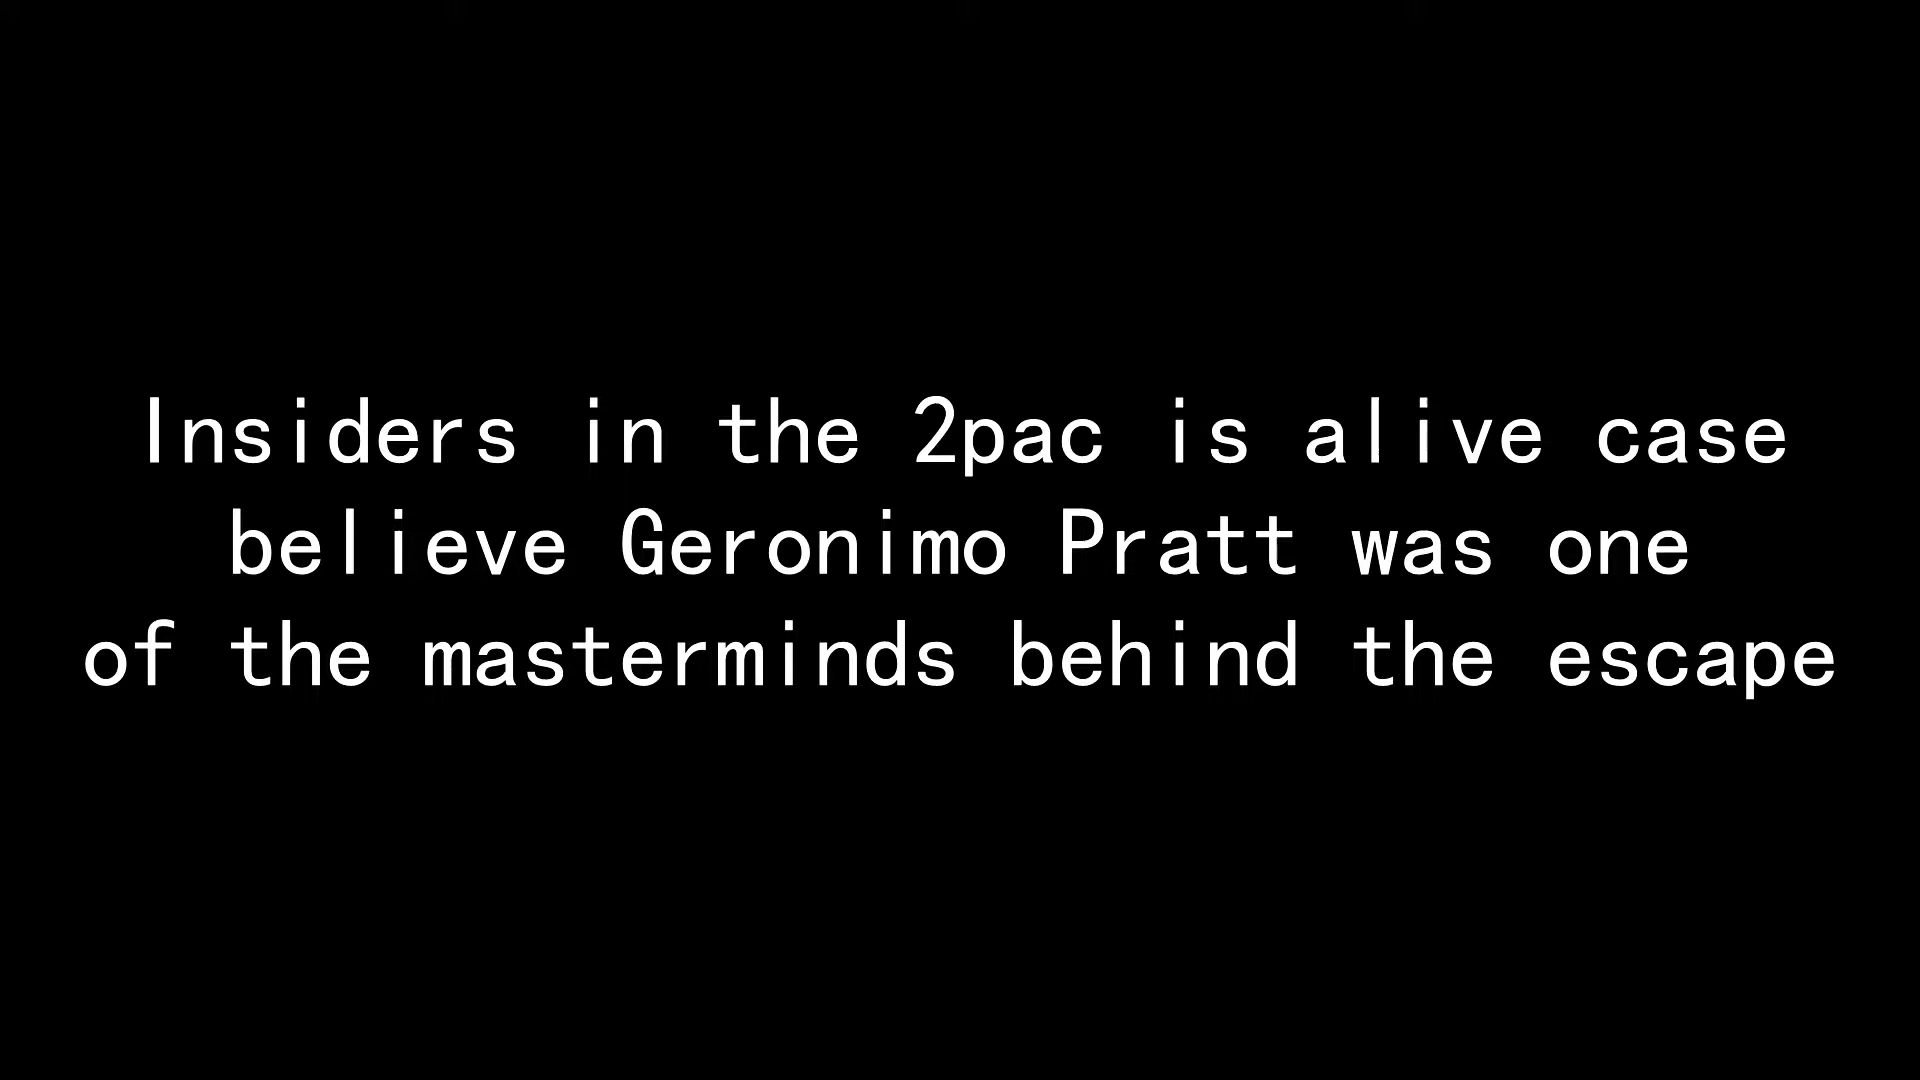 Insiders in the 2pac is alive case
believe Geronimo Pratt was one
of the masterminds behind the escape